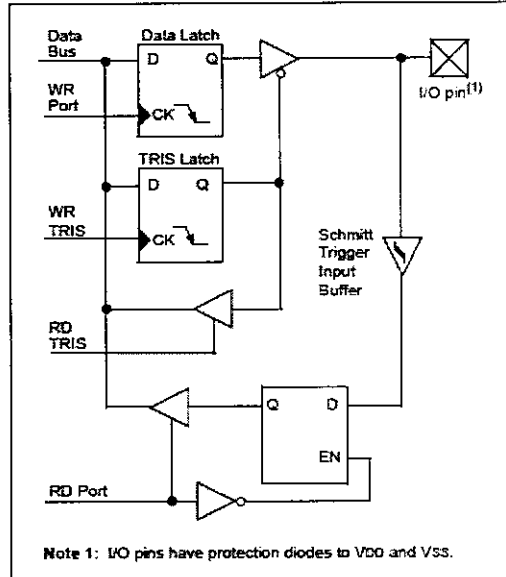 Data
Bus
Data Latch
D
Q
WR
Port
CK
I/O pin(1)
TRIS Latch
D
Q
WR
TRIS
CK
Schmitt
Trigger
Input
Buffer
RD
TRIS
Q
D
EN
RD Port
Note 1: I/O pins have protection diodes to VDD and VSS.